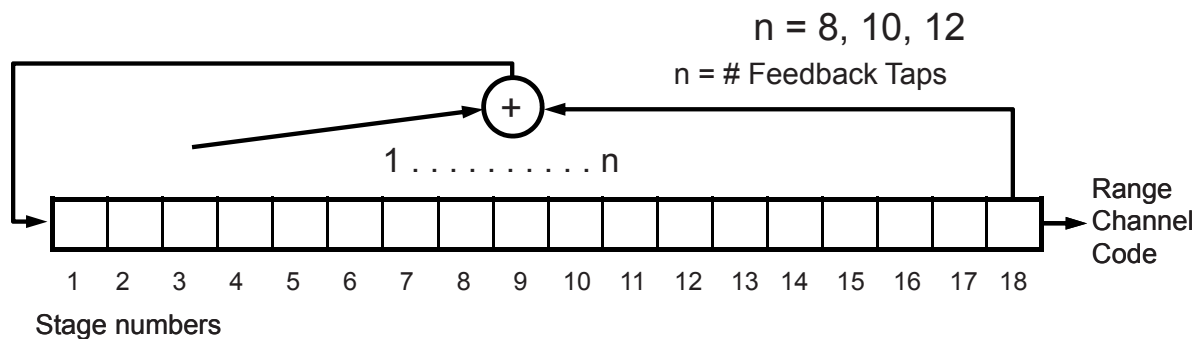 n = 8, 10, 12
n = # Feedback Taps
+
1 . . . . . . . . . . n
Range
Channel
Code
1 2 3 4 5 6 7 8 9 10 11 12 13 14 15 16 17 18
Stage numbers